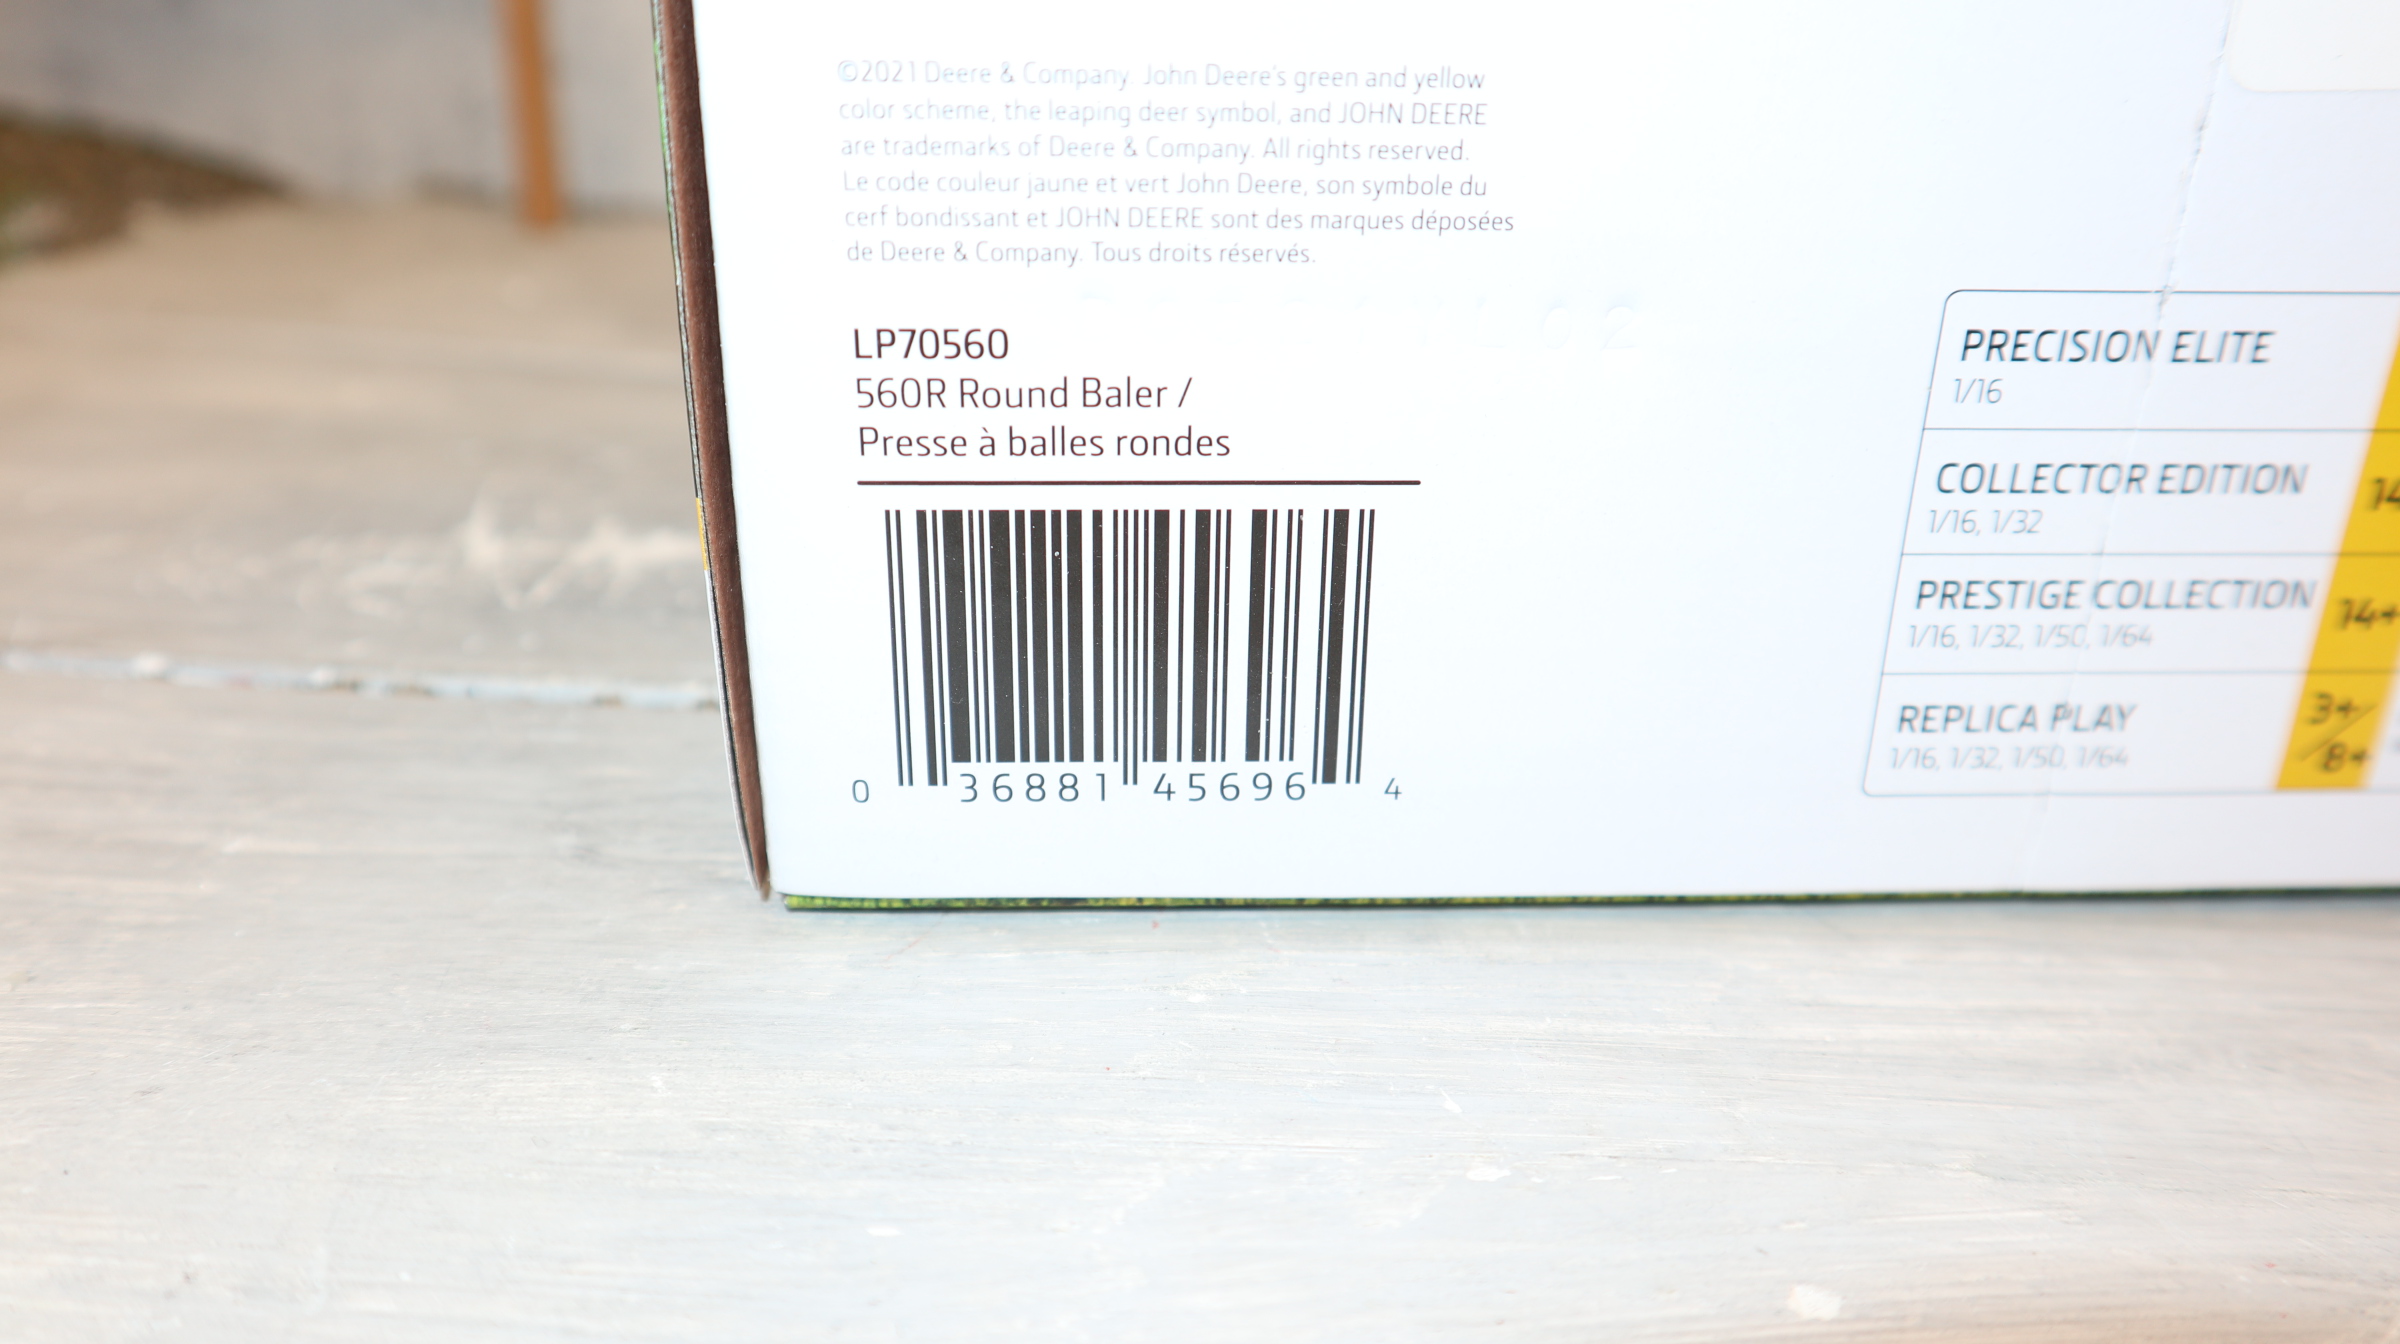 ©2021 Deere & Company. John Deere's green and yellow
color scheme, the leaping deer symbol, and JOHN DEERE
are trademarks of Deere & Company. All rights reserved.
Le code couleur jaune et vert John Deere, son symbole du
cerf bondissant et JOHN DEERE sont des marques déposées
de Deere & Company. Tous droits réservés.
LP70560
560R Round Baler /
Presse à balles rondes
0 36881 45696 4
PRECISION ELITE
1/16
COLLECTOR EDITION
1/16, 1/32
14
PRESTIGE COLLECTION
1/16, 1/32, 1/50, 1/64
14+
REPLICA PLAY
1/16, 1/32, 1/50, 1/64
3+/
8+